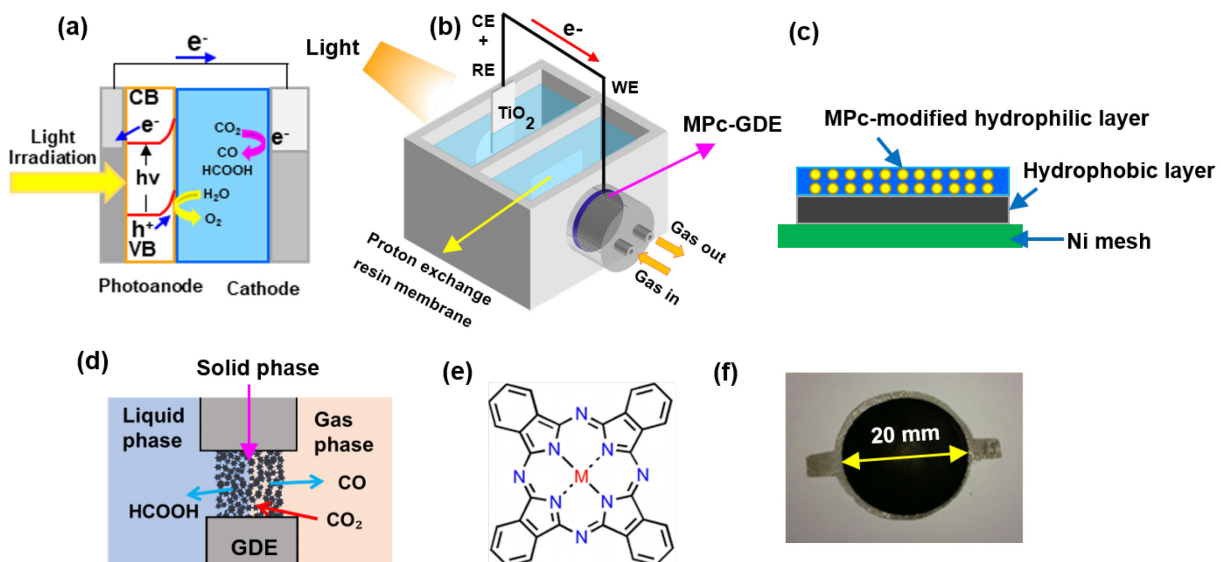 (a)
e-
CB
e-
Light
Irradiation
hν
h+
VB
CO2
CO
HCOOH
e-
H2O
O2
Photoanode
Cathode
(b)
Light
CE
+
RE
e-
WE
TiO2
MPc-GDE
Proton exchange
resin membrane
Gas out
Gas in
(c)
MPc-modified hydrophilic layer
Hydrophobic layer
Ni mesh
(d)
Solid phase
Liquid
phase
Gas
phase
HCOOH
CO
CO2
GDE
(e)
N
N
N
N
M
N
N
N
N
(f)
20 mm